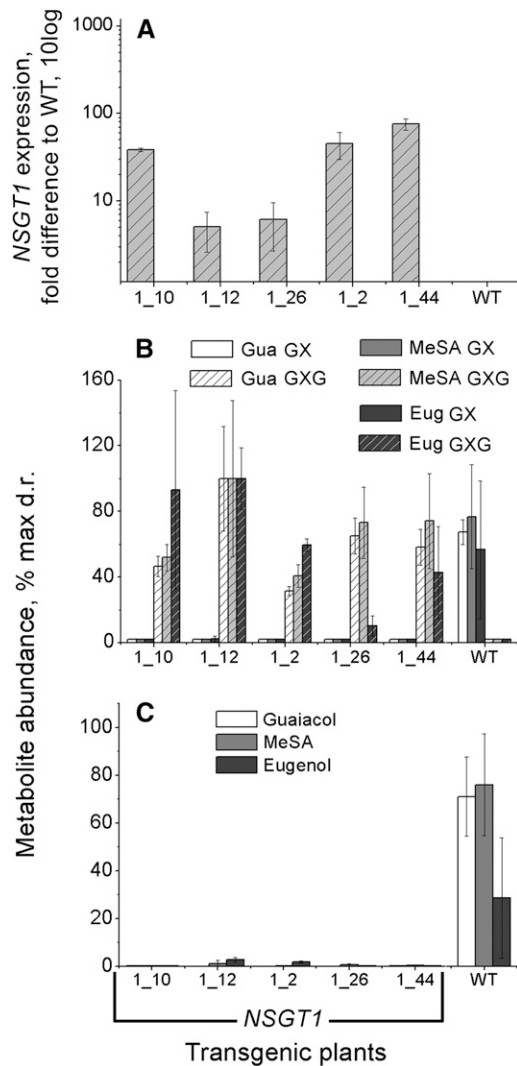 A
NSGT1 expression,
fold difference to WT, 10log
1000
100
10
1_10 1_12 1_26 1_2 1_44 WT
B
Gua GX MeSA GX
Gua GXG MeSA GXG
Eug GX
Eug GXG
Metabolite abundance, % max d.r.
160
120
80
40
0
1_10 1_12 1_2 1_26 1_44 WT
C
Guaiacol
MeSA
Eugenol
100
80
60
40
20
0
1_10 1_12 1_2 1_26 1_44 WT
NSGT1
Transgenic plants